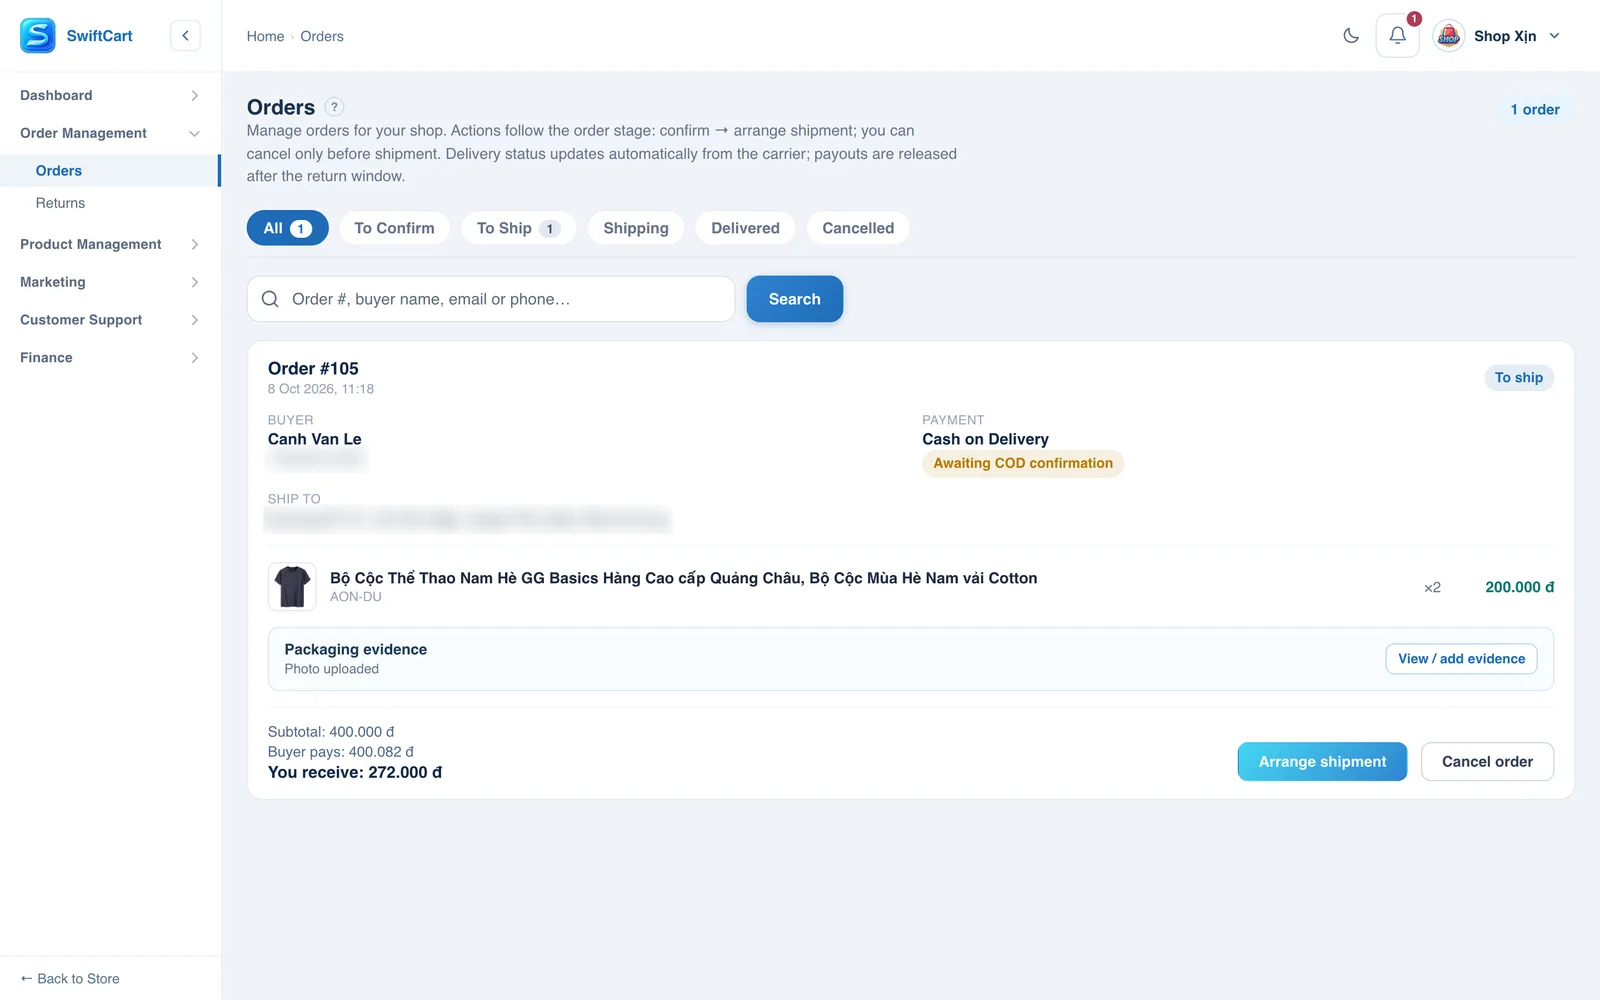 SwiftCart
Home › Orders
1
Shop Xịn
Dashboard
Order Management
Orders
Returns
Product Management
Marketing
Customer Support
Finance
← Back to Store
Orders ?
1 order
Manage orders for your shop. Actions follow the order stage: confirm → arrange shipment; you can
cancel only before shipment. Delivery status updates automatically from the carrier; payouts are released
after the return window.
All 1
To Confirm
To Ship 1
Shipping
Delivered
Cancelled
Order #, buyer name, email or phone…
Search
Order #105
8 Oct 2026, 11:18
To ship
BUYER
Canh Van Le
PAYMENT
Cash on Delivery
Awaiting COD confirmation
SHIP TO
Bộ Cộc Thể Thao Nam Hè GG Basics Hàng Cao cấp Quảng Châu, Bộ Cộc Mùa Hè Nam vải Cotton
AON-DU
×2
200.000 đ
Packaging evidence
Photo uploaded
View / add evidence
Subtotal: 400.000 đ
Buyer pays: 400.082 đ
You receive: 272.000 đ
Arrange shipment
Cancel order